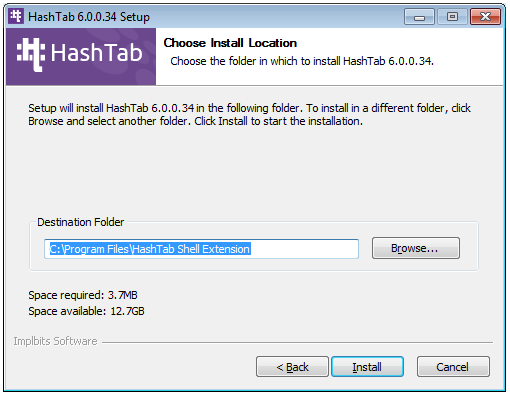 HashTab 6.0.0.34 Setup
HashTab
Choose Install Location
Choose the folder in which to install HashTab 6.0.0.34.
Setup will install HashTab 6.0.0.34 in the following folder. To install in a different folder, click
Browse and select another folder. Click Install to start the installation.
Destination Folder
C:\Program Files\HashTab Shell Extension
Browse...
Space required: 3.7MB
Space available: 12.7GB
Implbits Software
< Back
Install
Cancel